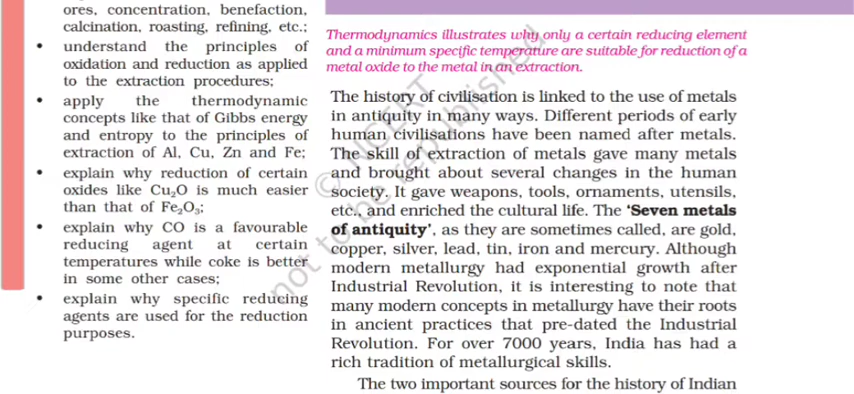 ores, concentration, benefaction,
calcination, roasting, refining, etc.;
• understand the principles of
oxidation and reduction as applied
to the extraction procedures;
• apply the thermodynamic
concepts like that of Gibbs energy
and entropy to the principles of
extraction of Al, Cu, Zn and Fe;
• explain why reduction of certain
oxides like Cu₂O is much easier
than that of Fe₂O₃;
• explain why CO is a favourable
reducing agent at certain
temperatures while coke is better
in some other cases;
• explain why specific reducing
agents are used for the reduction
purposes.
Thermodynamics illustrates why only a certain reducing element
and a minimum specific temperature are suitable for reduction of a
metal oxide to the metal in an extraction.
The history of civilisation is linked to the use of metals
in antiquity in many ways. Different periods of early
human civilisations have been named after metals.
The skill of extraction of metals gave many metals
and brought about several changes in the human
society. It gave weapons, tools, ornaments, utensils,
etc., and enriched the cultural life. The ‘Seven metals
of antiquity’, as they are sometimes called, are gold,
copper, silver, lead, tin, iron and mercury. Although
modern metallurgy had exponential growth after
Industrial Revolution, it is interesting to note that
many modern concepts in metallurgy have their roots
in ancient practices that pre-dated the Industrial
Revolution. For over 7000 years, India has had a
rich tradition of metallurgical skills.
The two important sources for the history of Indian
© NCERT
not to be republished